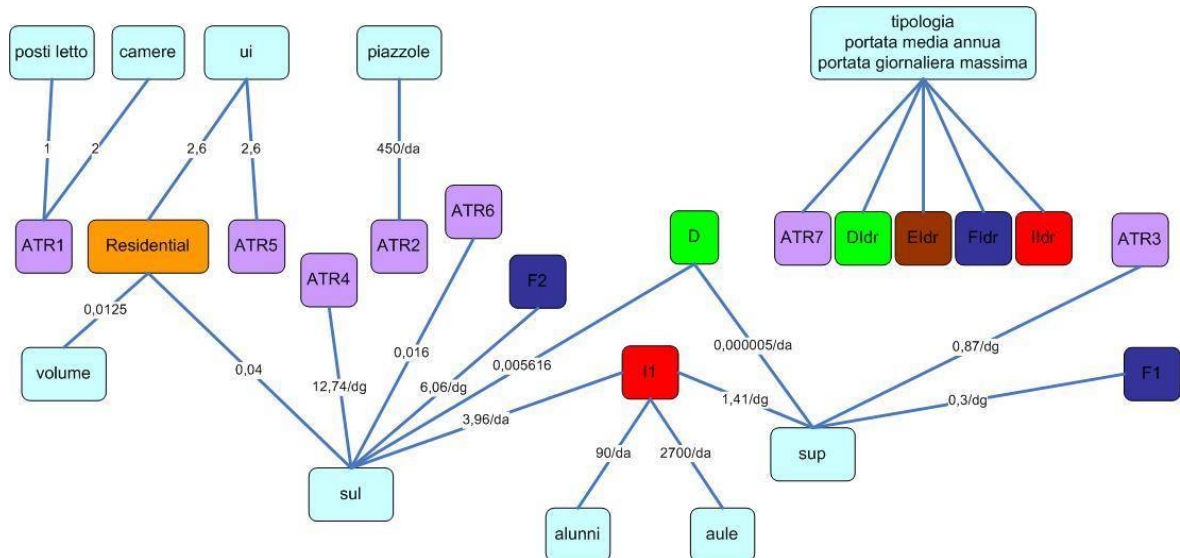 tipologia
portata media annua
portata giornaliera massima
posti letto
camere
ui
piazzole
1
2
2,6
2,6
450/da
ATR1
Residential
ATR5
ATR2
ATR6
D
ATR7
DIdr
EIdr
FIdr
IIdr
ATR3
ATR4
F2
0,0125
0,016
0,000005/da
0,87/dg
volume
0,04
12,74/dg
6,06/dg
0,005616
I1
1,41/dg
0,3/dg
F1
3,96/da
90/da
2700/da
sup
sul
alunni
aule